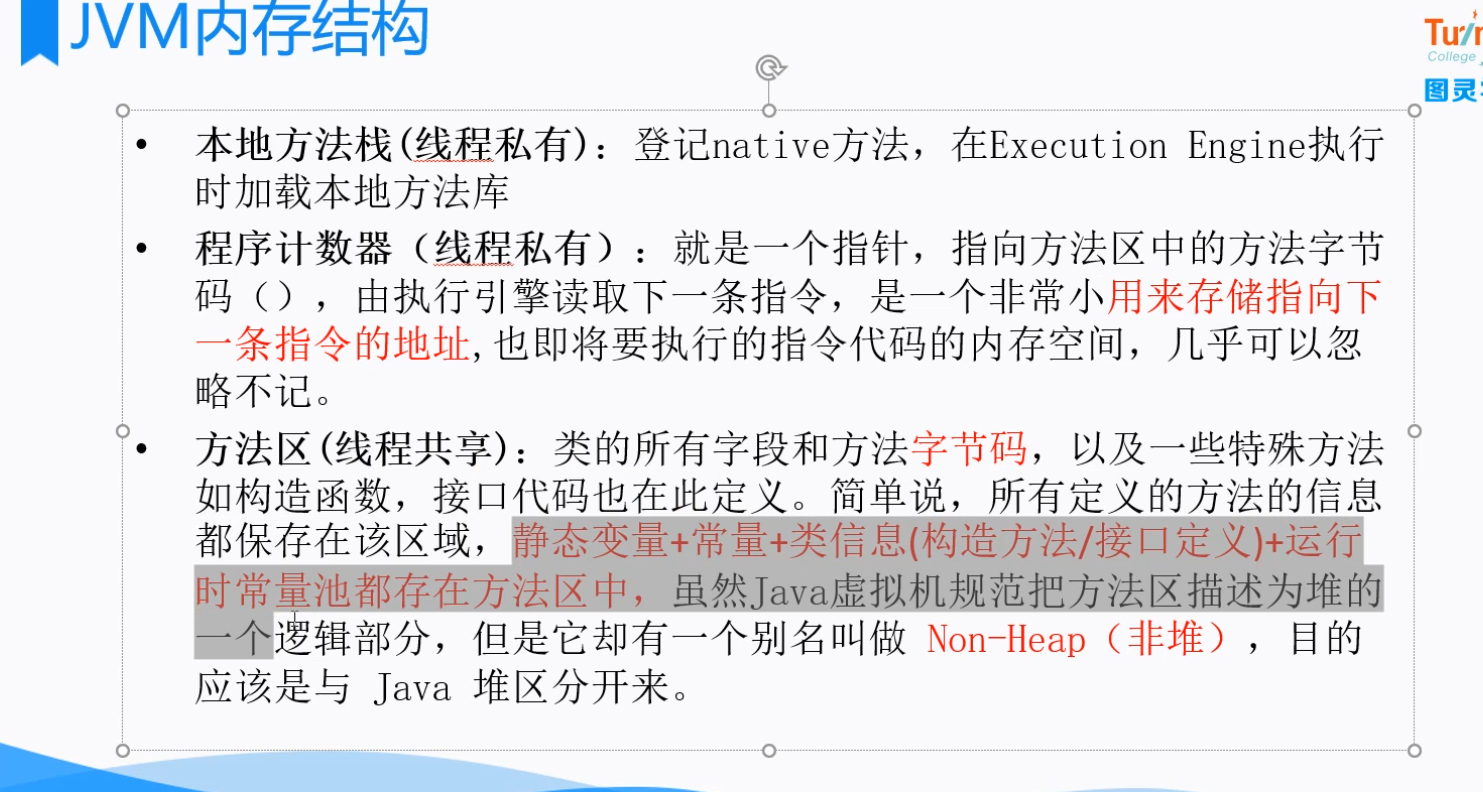 JVM内存结构
College
图灵
• 本地方法栈(线程私有)：登记native方法，在Execution Engine执行
时加载本地方法库
• 程序计数器（线程私有）：就是一个指针，指向方法区中的方法字节
码（），由执行引擎读取下一条指令，是一个非常小用来存储指向下
一条指令的地址,也即将要执行的指令代码的内存空间，几乎可以忽
略不记。
• 方法区(线程共享)：类的所有字段和方法字节码，以及一些特殊方法
如构造函数，接口代码也在此定义。简单说，所有定义的方法的信息
都保存在该区域，静态变量+常量+类信息(构造方法/接口定义)+运行
时常量池都存在方法区中，虽然Java虚拟机规范把方法区描述为堆的
一个逻辑部分，但是它却有一个别名叫做 Non-Heap（非堆），目的
应该是与 Java 堆区分开来。